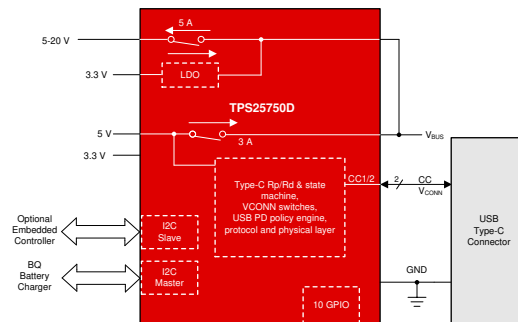 5 A
5-20 V
3.3 V
LDO
TPS25750D
5 V
3 A
VBUS
3.3 V
Type-C Rp/Rd & state
machine,
VCONN switches,
USB PD policy engine,
protocol and physical layer
CC1/2
2
CC
VCONN
USB
Type-C
Connector
Optional
Embedded
Controller
I2C
Slave
BQ
Battery
Charger
I2C
Master
GND
10 GPIO